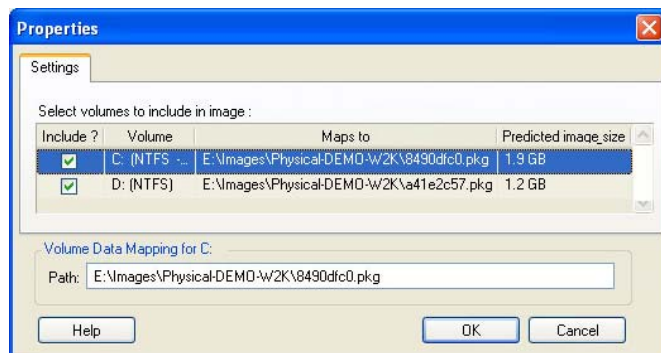 Properties
Settings
Select volumes to include in image :
Include ? Volume Maps to Predicted image_size
C: (NTFS -... E:\Images\Physical-DEMO-W2K\8490dfc0.pkg 1.9 GB
D: (NTFS) E:\Images\Physical-DEMO-W2K\a41e2c57.pkg 1.2 GB
Volume Data Mapping for C:
Path: E:\Images\Physical-DEMO-W2K\8490dfc0.pkg
Help OK Cancel